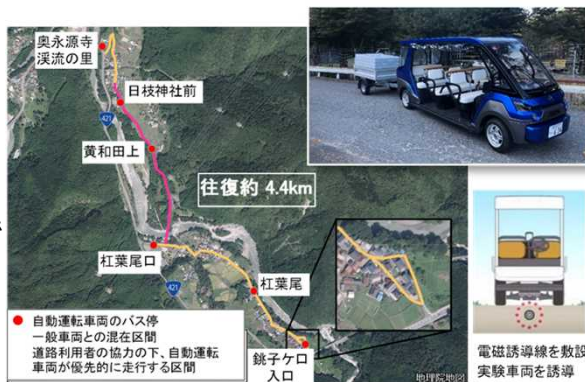 奥永源寺
渓流の里
日枝神社前
421
黄和田上
往復約 4.4km
杠葉尾口
421
杠葉尾
銚子ケ口
入口
自動運転車両のバス停
一般車両との混在区間
道路利用者の協力の下、自動運転
車両が優先的に走行する区間
地理院地図
電磁誘導線を敷設
実験車両を誘導